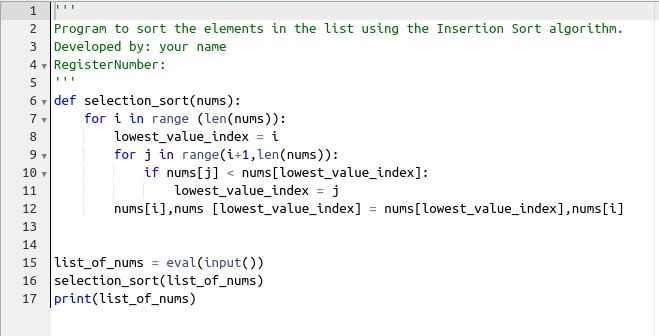 1 '''
2 Program to sort the elements in the list using the Insertion Sort algorithm.
3 Developed by: your name
4 RegisterNumber:
5 '''
6 def selection_sort(nums):
7     for i in range (len(nums)):
8         lowest_value_index = i
9         for j in range(i+1,len(nums)):
10             if nums[j] < nums[lowest_value_index]:
11                 lowest_value_index = j
12         nums[i],nums [lowest_value_index] = nums[lowest_value_index],nums[i]
13
14
15 list_of_nums = eval(input())
16 selection_sort(list_of_nums)
17 print(list_of_nums)